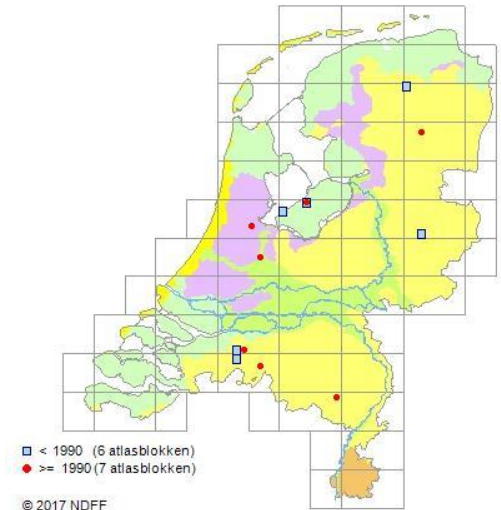 < 1990 (6 atlasblokken)
>= 1990 (7 atlasblokken)
© 2017 NDFF